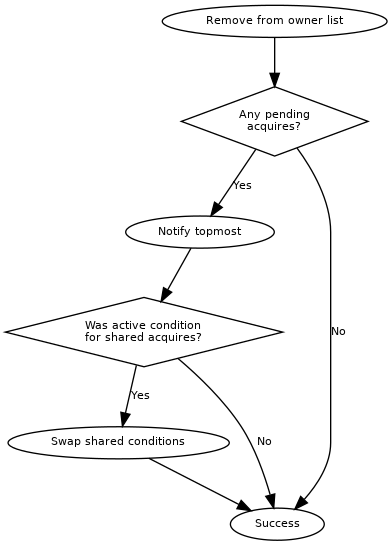 Remove from owner list
Any pending
acquires?
Yes
Notify topmost
Was active condition
for shared acquires?
No
Yes
Swap shared conditions
No
Success